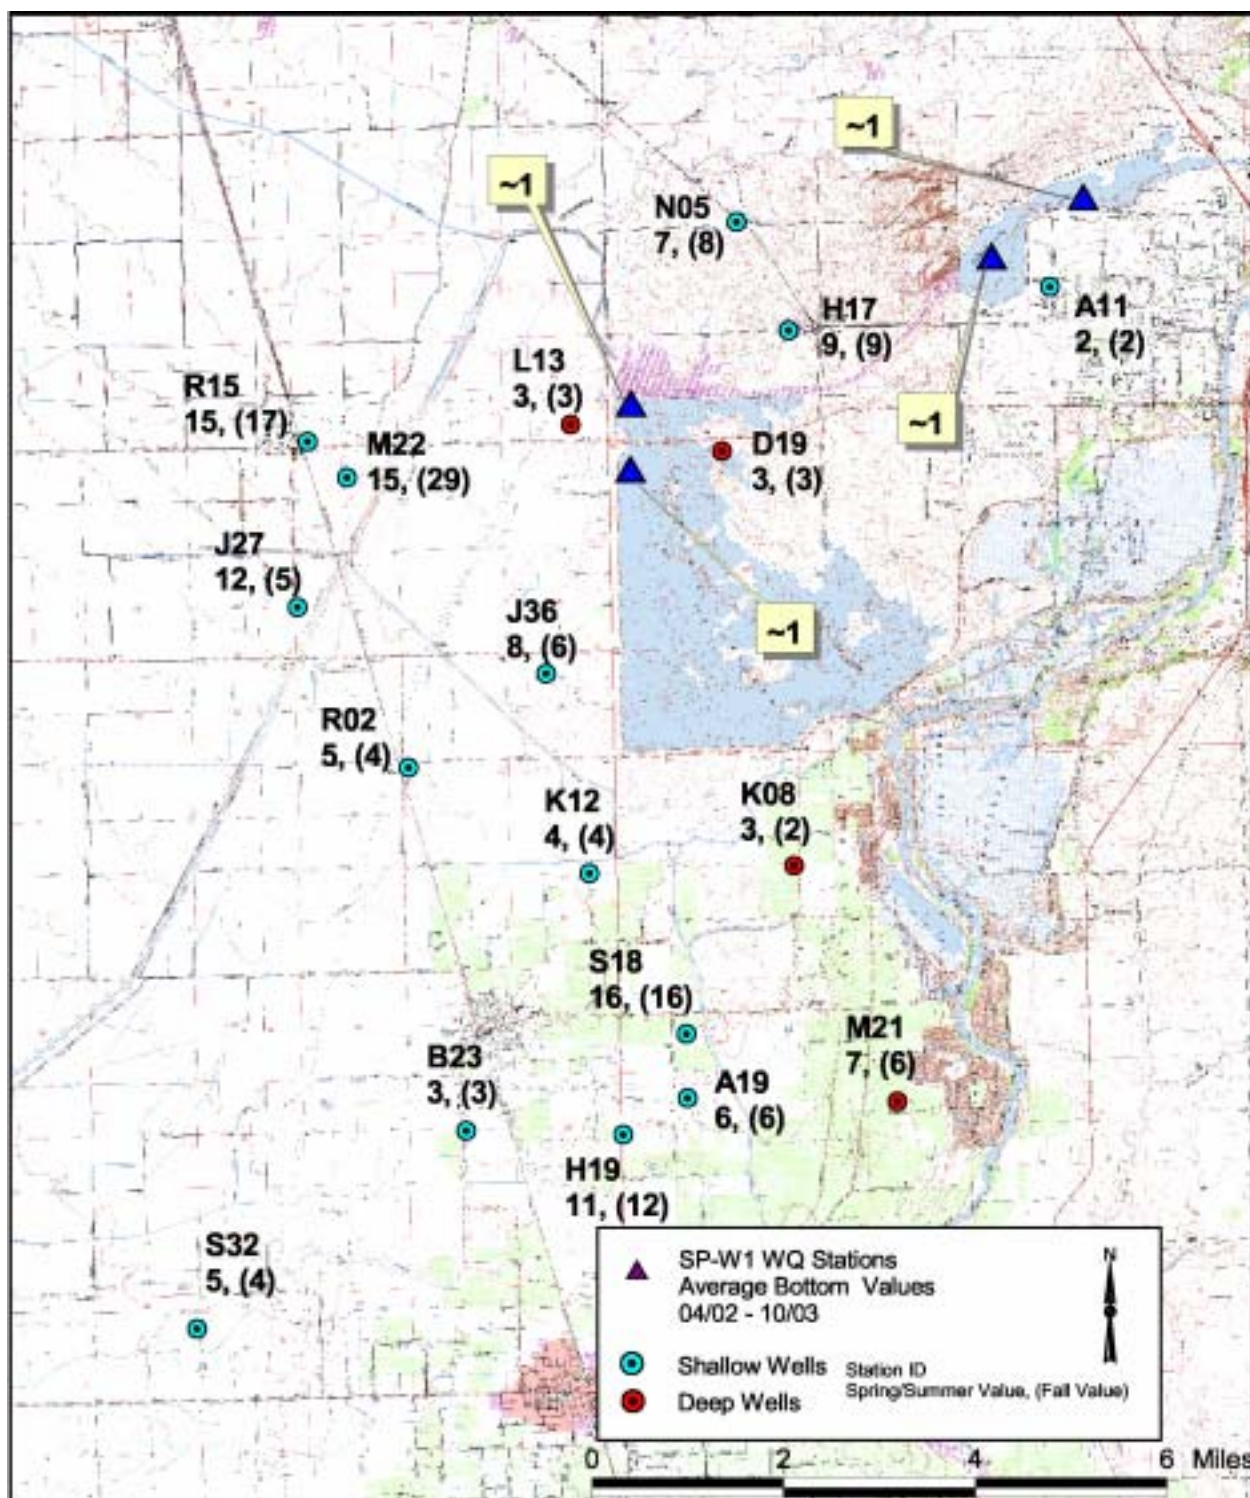 ~1
~1
N05
7, (8)
H17
9, (9)
A11
2, (2)
L13
3, (3)
R15
15, (17)
~1
M22
15, (29)
D19
3, (3)
J27
12, (5)
J36
8, (6)
~1
R02
5, (4)
K12
4, (4)
K08
3, (2)
S18
16, (16)
M21
7, (6)
B23
3, (3)
A19
6, (6)
H19
11, (12)
S32
5, (4)
SP-W1 WQ Stations
Average Bottom Values
04/02 - 10/03
N
Shallow Wells
Deep Wells
Station ID
Spring/Summer Value, (Fall Value)
0 2 4 6 Miles